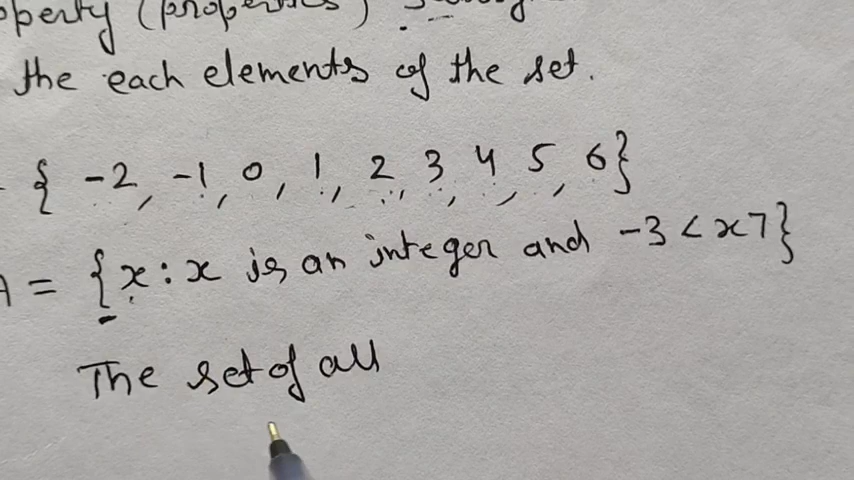 (properties)
the each elements of the set.
{ -2, -1, 0, 1, 2, 3, 4, 5, 6}
= {x : x is an integer and -3 < x7}
The set of all